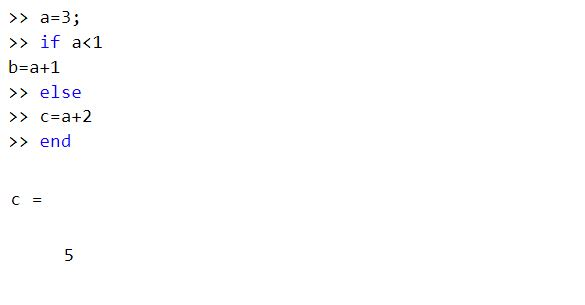 >> a=3;
>> if a<1
b=a+1
>> else
>> c=a+2
>> end
c =
5